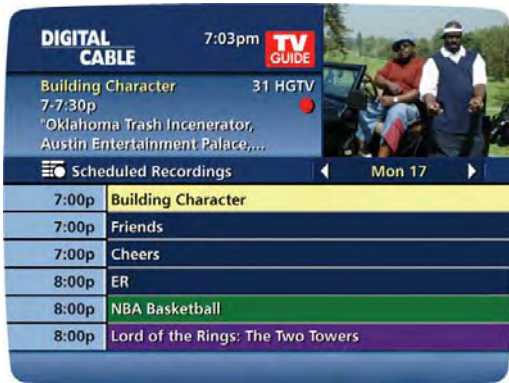 DIGITAL
CABLE
7:03pm
TV
GUIDE
Building Character 31 HGTV
7-7:30p
"Oklahoma Trash Incenerator,
Austin Entertainment Palace,...
Scheduled Recordings Mon 17
7:00p Building Character
7:00p Friends
7:00p Cheers
8:00p ER
8:00p NBA Basketball
8:00p Lord of the Rings: The Two Towers